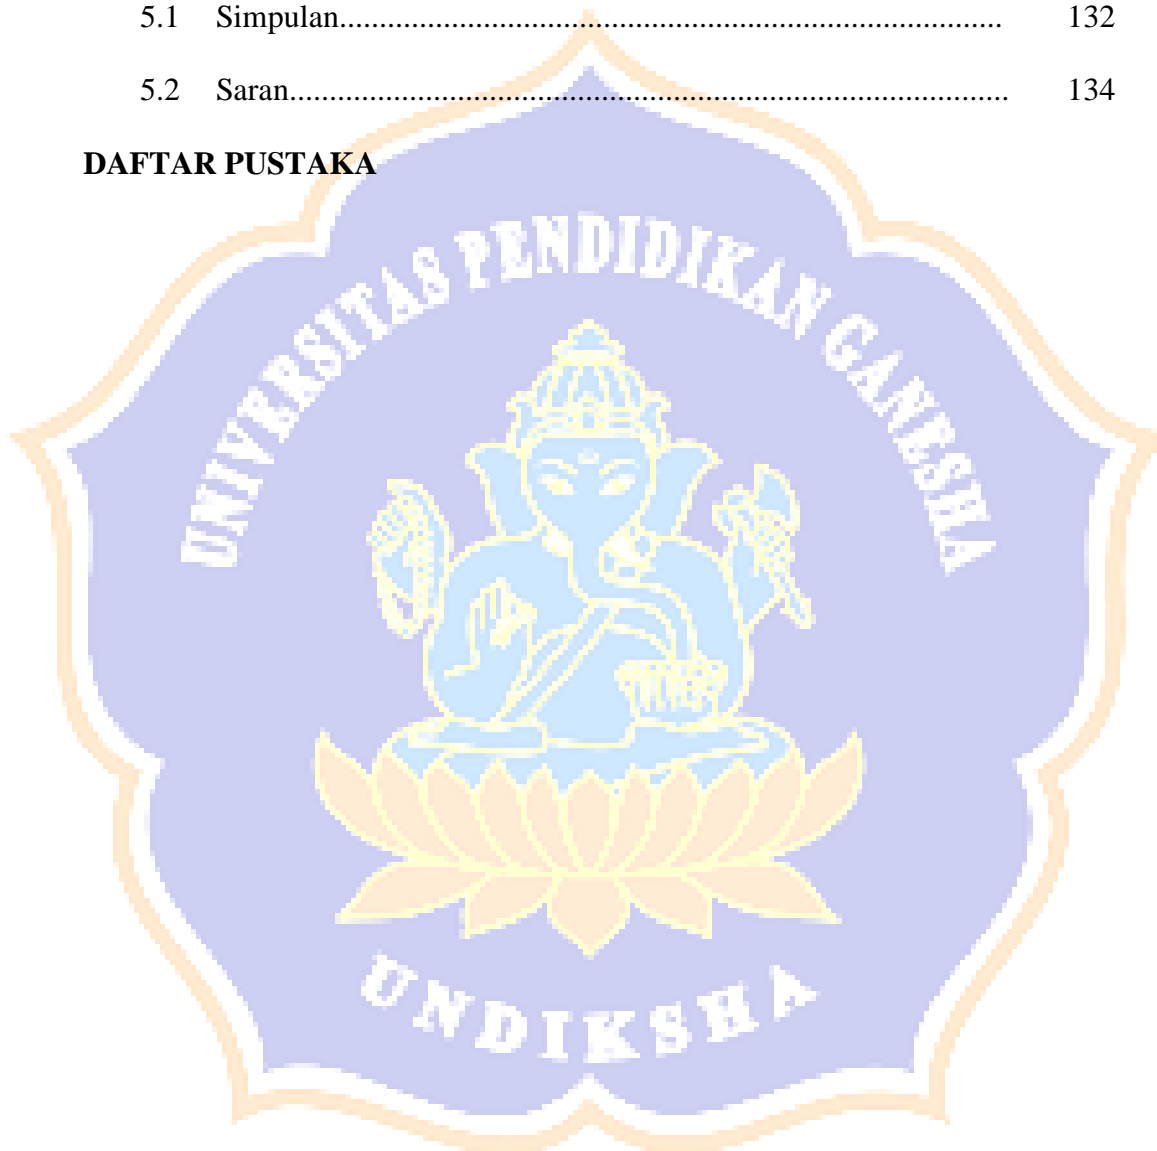 5.1 Simpulan.................................................................................. 132
5.2 Saran......................................................................................... 134
DAFTAR PUSTAKA
UNIVERSITAS PENDIDIKAN GANESHA
UNDIKSHA